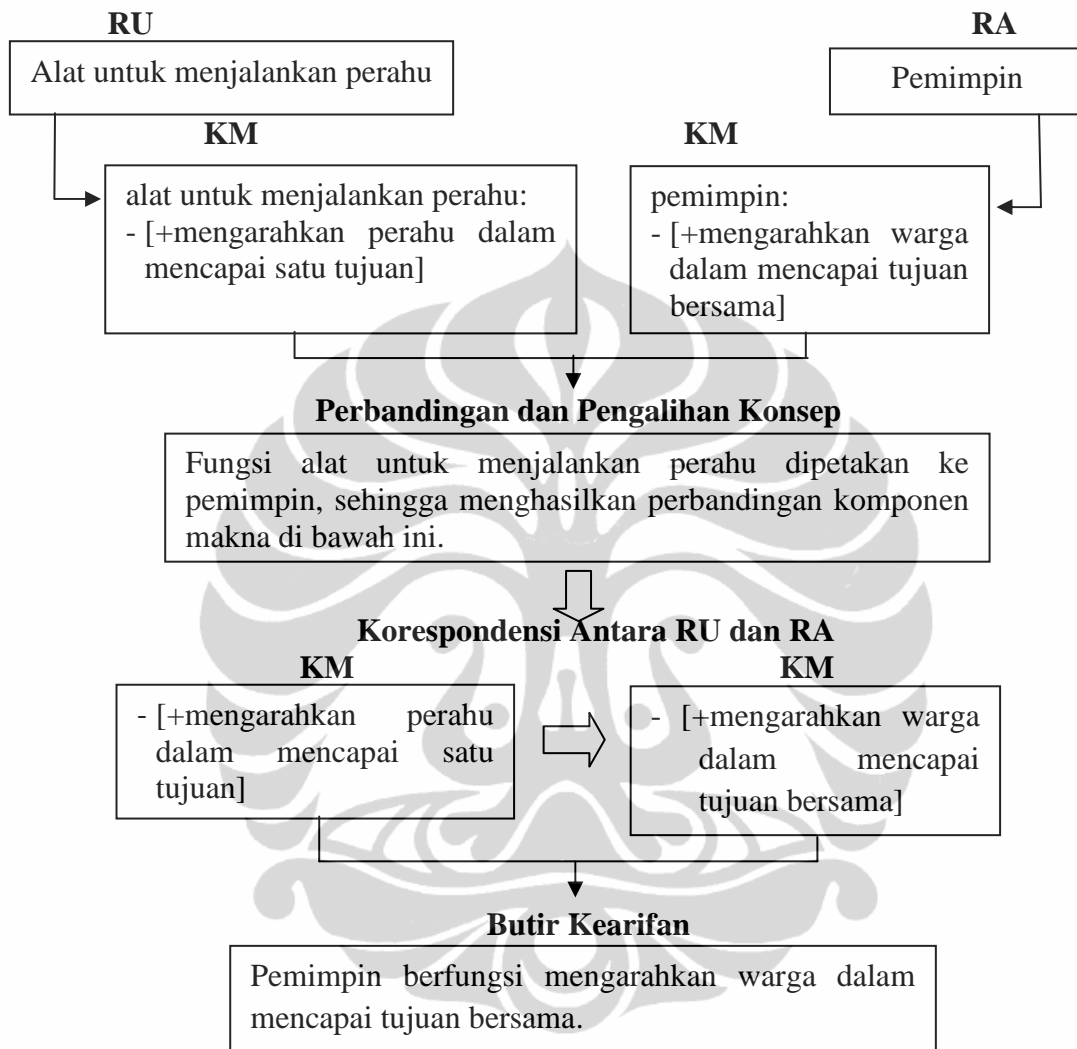 RU
RA
Alat untuk menjalankan perahu
Pemimpin
KM
KM
alat untuk menjalankan perahu:
- [+mengarahkan perahu dalam
mencapai satu tujuan]
pemimpin:
- [+mengarahkan warga
dalam mencapai tujuan
bersama]
Perbandingan dan Pengalihan Konsep
Fungsi alat untuk menjalankan perahu dipetakan ke
pemimpin, sehingga menghasilkan perbandingan komponen
makna di bawah ini.
Korespondensi Antara RU dan RA
KM
KM
- [+mengarahkan perahu
dalam mencapai satu
tujuan]
- [+mengarahkan warga
dalam mencapai
tujuan bersama]
Butir Kearifan
Pemimpin berfungsi mengarahkan warga dalam
mencapai tujuan bersama.